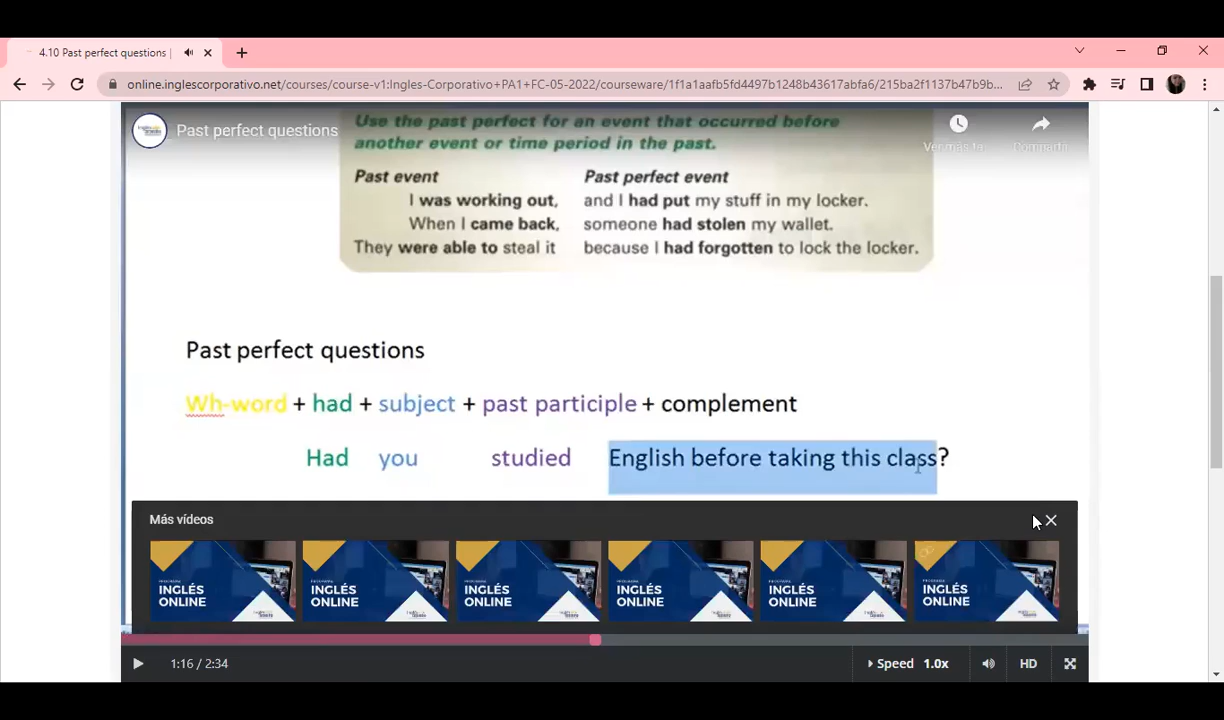 4.10 Past perfect questions |
online.inglescorporativo.net/courses/course-v1:Ingles-Corporativo+PA1+FC-05-2022/courseware/1f1a1aafb5fd4497b1248b43617abfa6/215ba2f1137b47b9b...
Past perfect questions
Use the past perfect for an event that occurred before
another event or time period in the past.
Past event Past perfect event
I was working out, and I had put my stuff in my locker.
When I came back, someone had stolen my wallet.
They were able to steal it because I had forgotten to lock the locker.
Past perfect questions
Wh-word + had + subject + past participle + complement
Had you studied English before taking this class?
Más vídeos
INGLÉS ONLINE
INGLÉS ONLINE
INGLÉS ONLINE
INGLÉS ONLINE
INGLÉS ONLINE
INGLÉS ONLINE
1:16 / 2:34
Speed 1.0x
HD